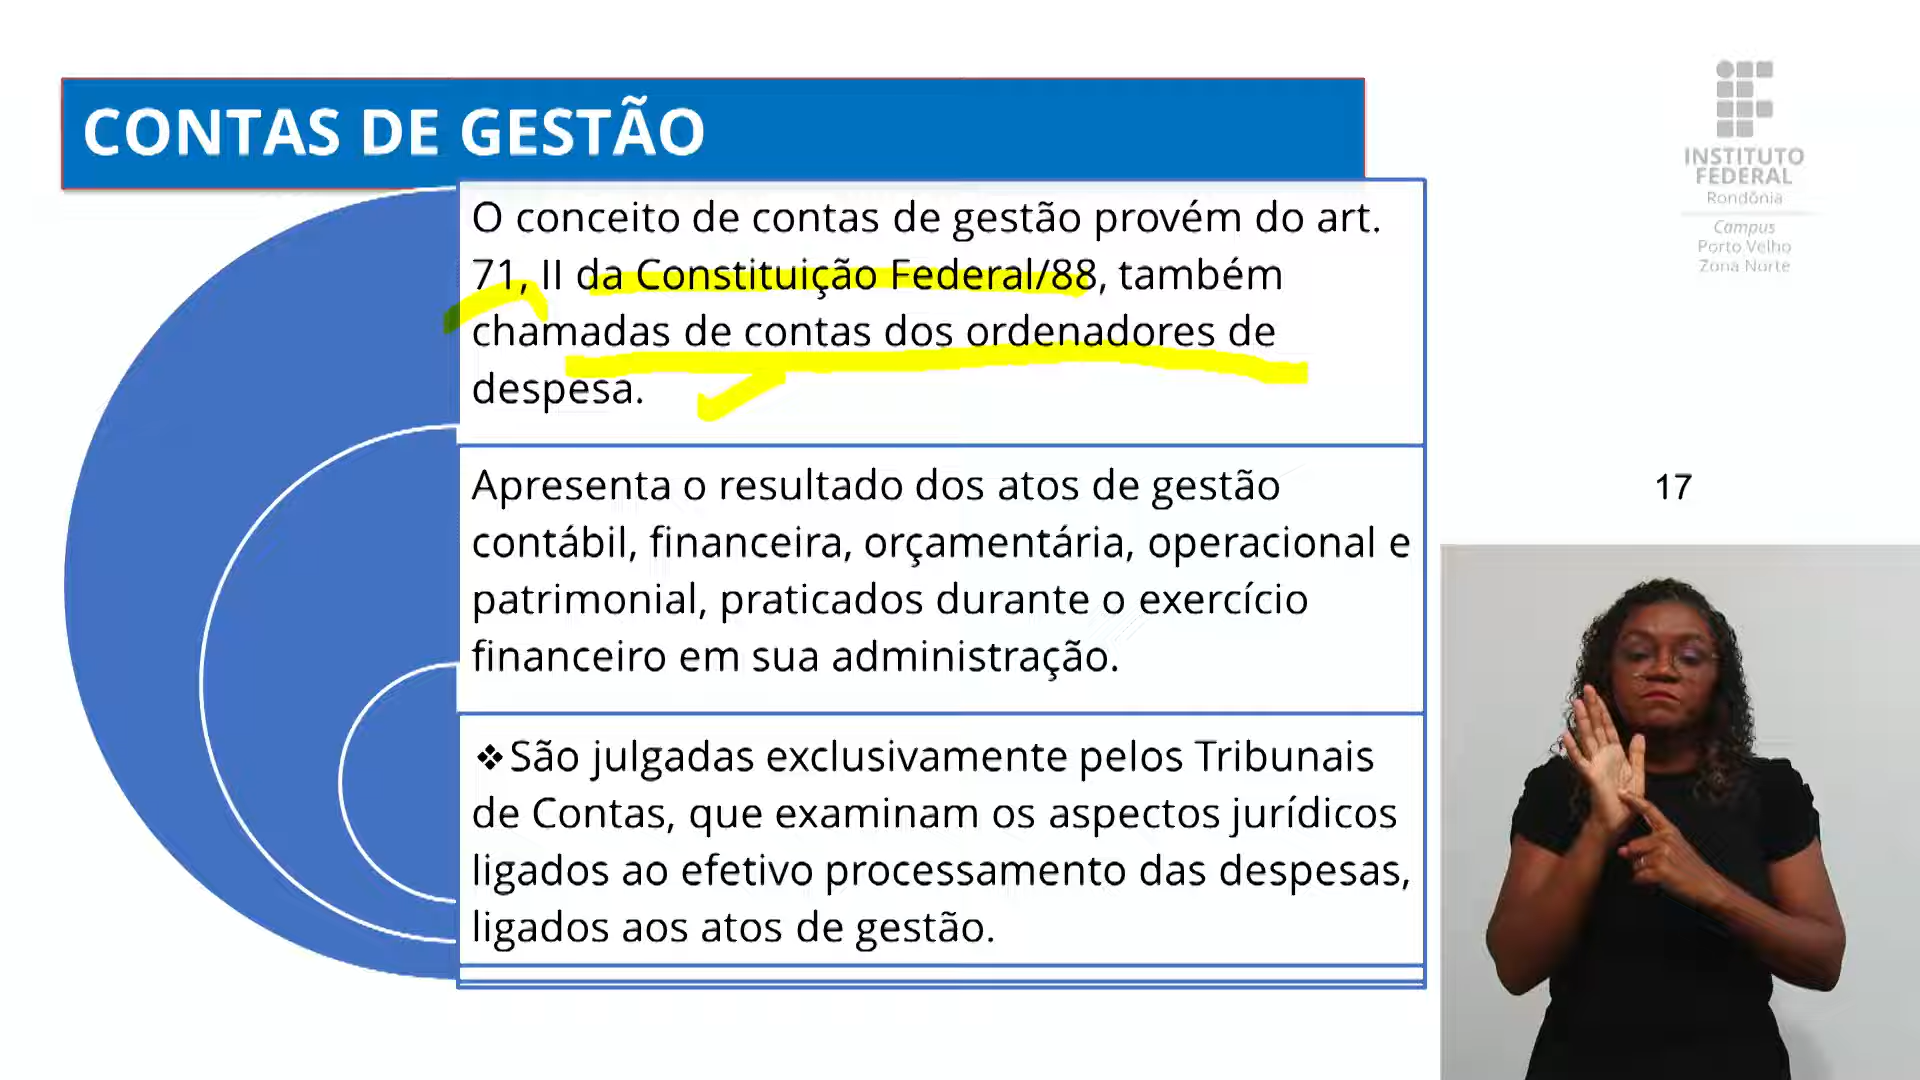 CONTAS DE GESTÃO
O conceito de contas de gestão provém do art.
71, II da Constituição Federal/88, também
chamadas de contas dos ordenadores de
despesa.
Apresenta o resultado dos atos de gestão
contábil, financeira, orçamentária, operacional e
patrimonial, praticados durante o exercício
financeiro em sua administração.
❖São julgadas exclusivamente pelos Tribunais
de Contas, que examinam os aspectos jurídicos
ligados ao efetivo processamento das despesas,
ligados aos atos de gestão.
INSTITUTO
FEDERAL
Rondônia
Campus
Porto Velho
Zona Norte
17